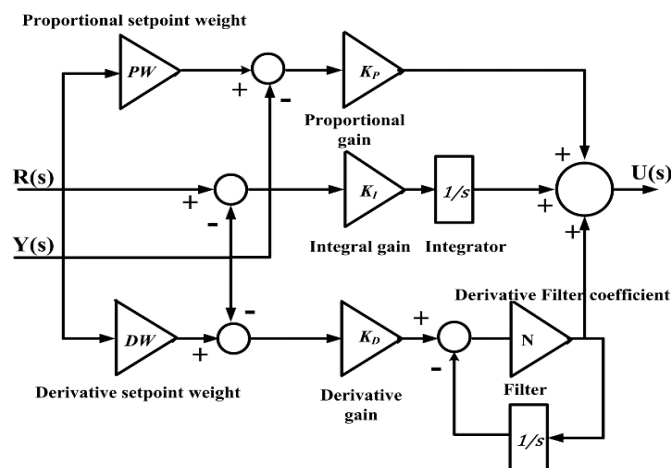 Proportional setpoint weight
PW
+
-
K_P
Proportional
gain
+
R(s)
+
-
K_I
1/s
+
U(s)
Y(s)
Integral gain
Integrator
+
-
Derivative Filter coefficient
DW
+
K_D
+
-
N
Derivative setpoint weight
Derivative
gain
Filter
1/s